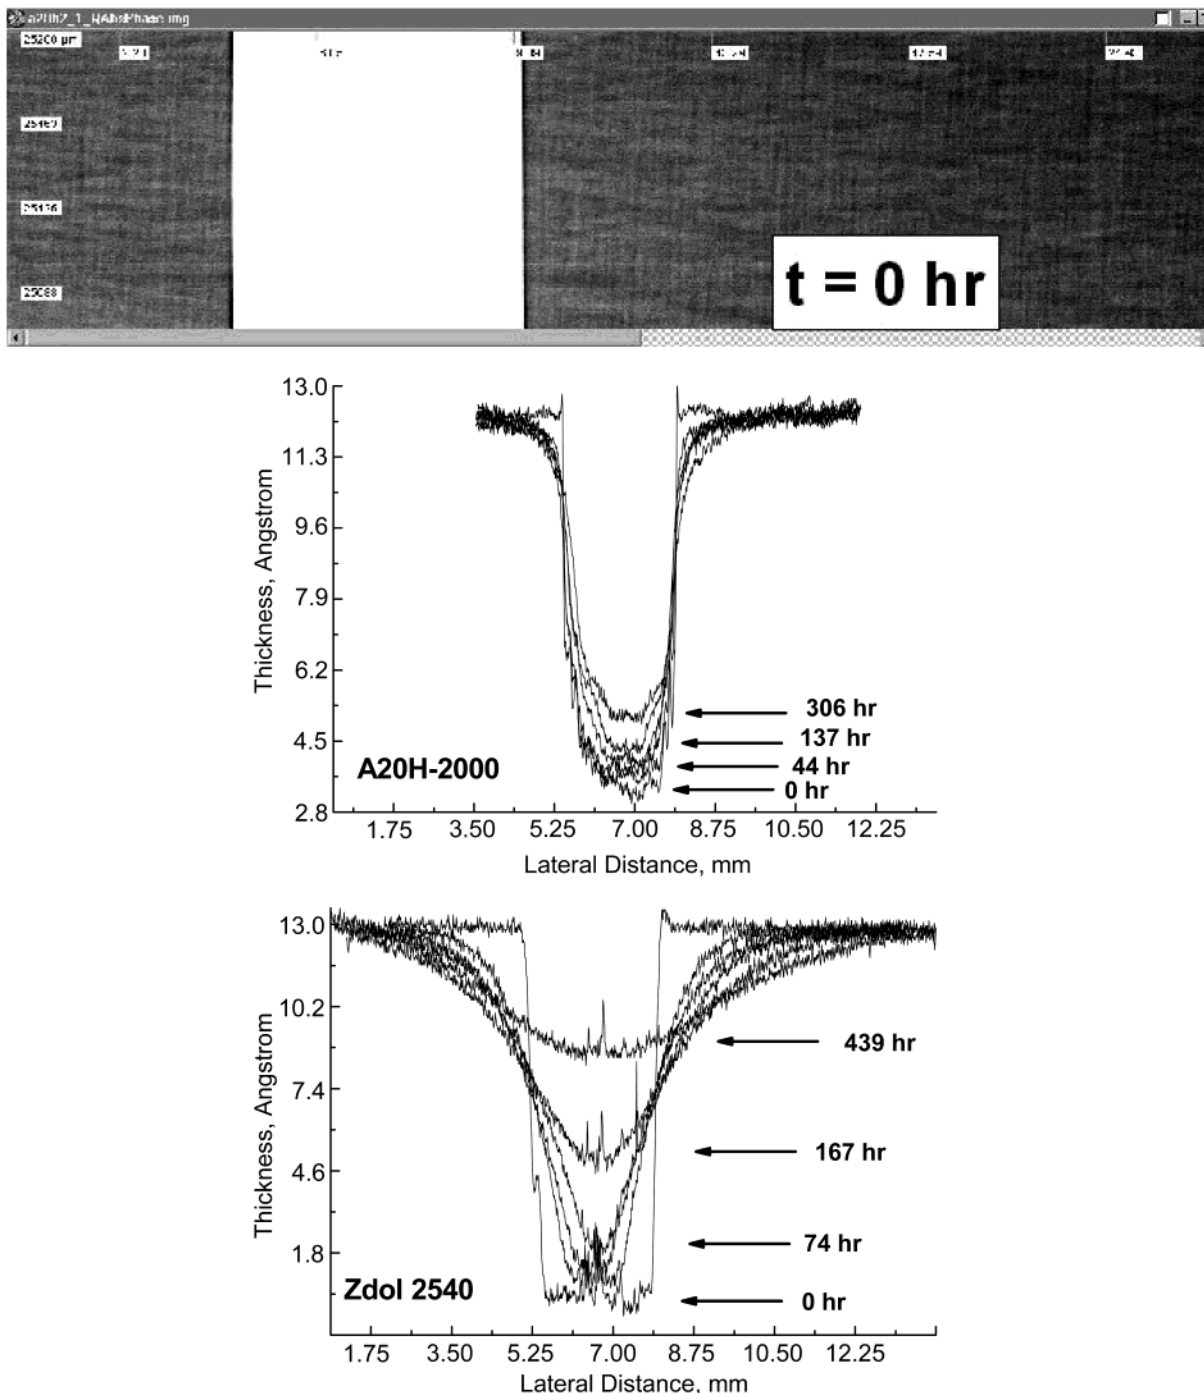 25200 µm
t = 0 hr
13.0
11.3
9.6
7.9
6.2
4.5
2.8
Thickness, Angstrom
306 hr
137 hr
44 hr
0 hr
A20H-2000
1.75 3.50 5.25 7.00 8.75 10.50 12.25
Lateral Distance, mm
13.0
10.2
7.4
4.6
1.8
Thickness, Angstrom
439 hr
167 hr
74 hr
0 hr
Zdol 2540
1.75 3.50 5.25 7.00 8.75 10.50 12.25
Lateral Distance, mm